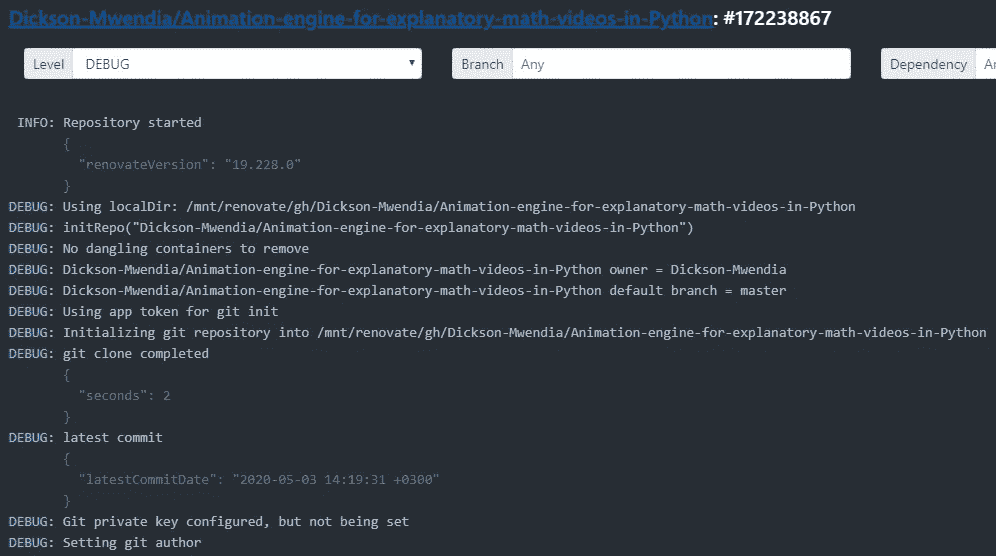 Dickson-Mwendia/Animation-engine-for-explanatory-math-videos-in-Python: #172238867
Level DEBUG Branch Any Dependency
INFO: Repository started
{
"renovateVersion": "19.228.0"
}
DEBUG: Using localDir: /mnt/renovate/gh/Dickson-Mwendia/Animation-engine-for-explanatory-math-videos-in-Python
DEBUG: initRepo("Dickson-Mwendia/Animation-engine-for-explanatory-math-videos-in-Python")
DEBUG: No dangling containers to remove
DEBUG: Dickson-Mwendia/Animation-engine-for-explanatory-math-videos-in-Python owner = Dickson-Mwendia
DEBUG: Dickson-Mwendia/Animation-engine-for-explanatory-math-videos-in-Python default branch = master
DEBUG: Using app token for git init
DEBUG: Initializing git repository into /mnt/renovate/gh/Dickson-Mwendia/Animation-engine-for-explanatory-math-videos-in-Python
DEBUG: git clone completed
{
"seconds": 2
}
DEBUG: latest commit
{
"latestCommitDate": "2020-05-03 14:19:31 +0300"
}
DEBUG: Git private key configured, but not being set
DEBUG: Setting git author